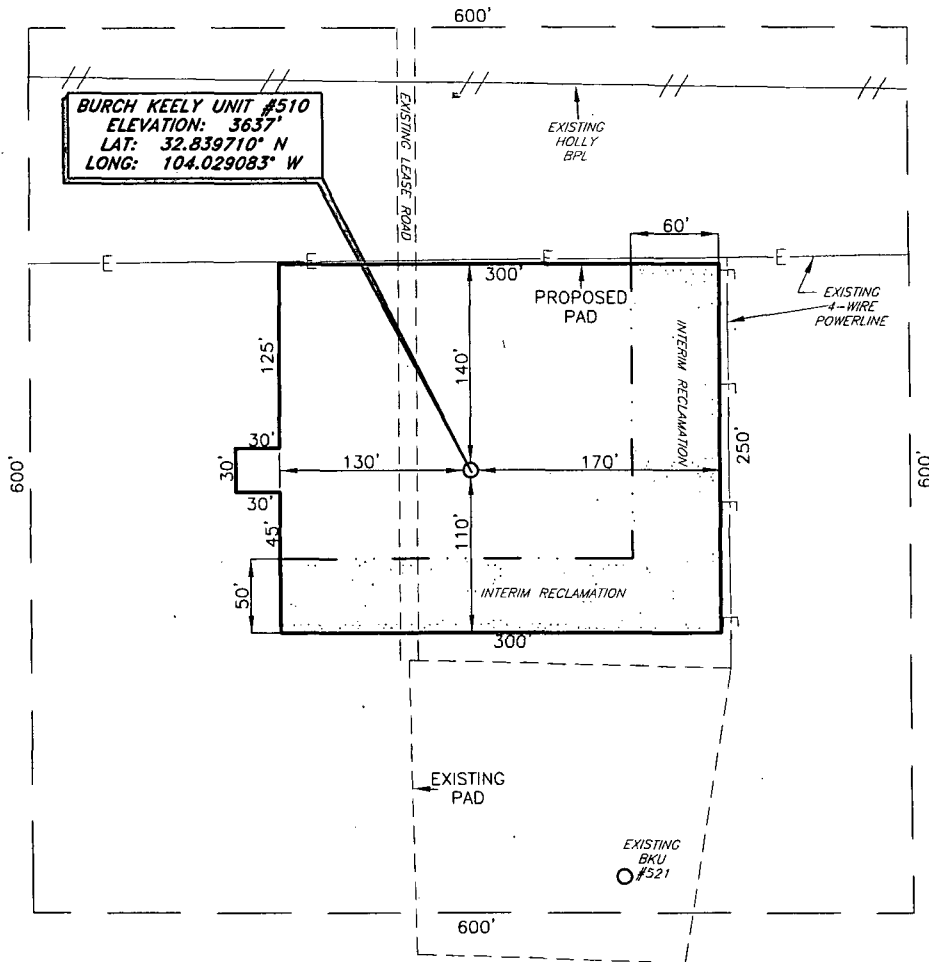 600'
BURCH KEELY UNIT #510
ELEVATION: 3637'
LAT: 32.839710° N
LONG: 104.029083° W
EXISTING LEASE ROAD
EXISTING
HOLLY
BPL
60'
E
E
E
E
300'
PROPOSED
PAD
EXISTING
4-WIRE
POWERLINE
INTERIM RECLAMATION
125'
140'
250'
30'
30'
30'
130'
170'
600'
600'
45'
110'
50'
INTERIM RECLAMATION
300'
EXISTING
PAD
EXISTING
BKU
#521
600'